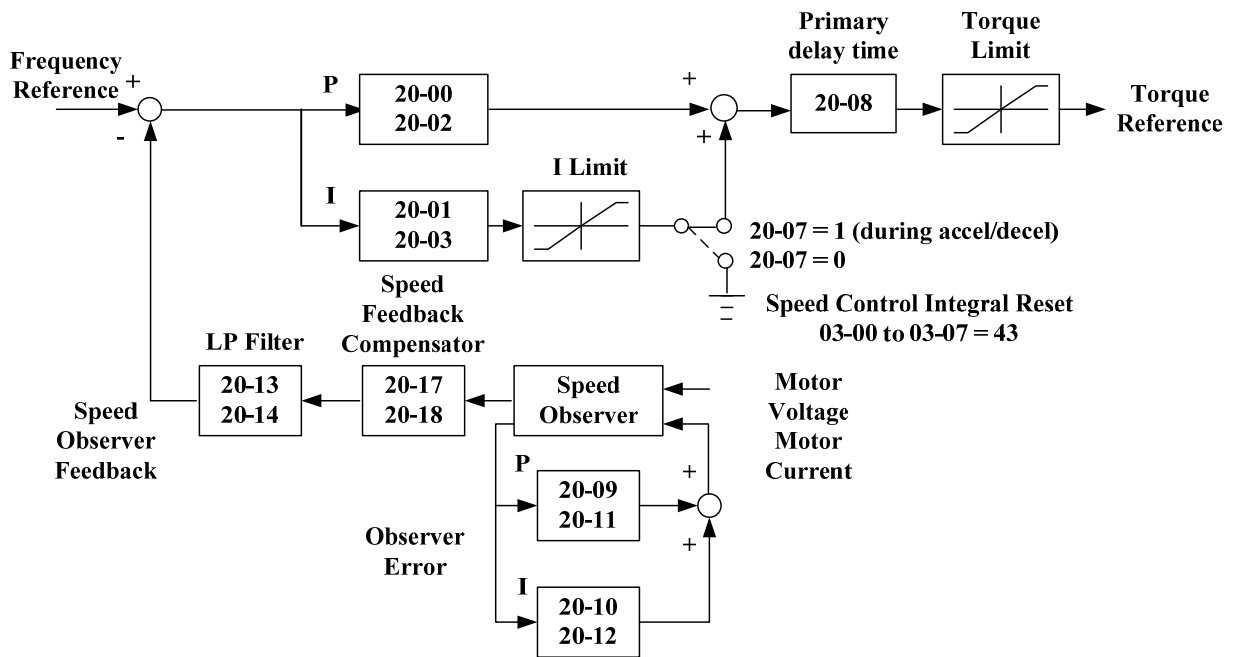 Frequency
Reference
+
-
P
20-00
20-02
I
20-01
20-03
I Limit
+
+
Primary
delay time
20-08
Torque
Limit
Torque
Reference
20-07 = 1 (during accel/decel)
20-07 = 0
Speed Control Integral Reset
03-00 to 03-07 = 43
Speed
Feedback
Compensator
LP Filter
20-13
20-14
20-17
20-18
Speed
Observer
Motor
Voltage
Motor
Current
Speed
Observer
Feedback
P
20-09
20-11
+
+
Observer
Error
I
20-10
20-12